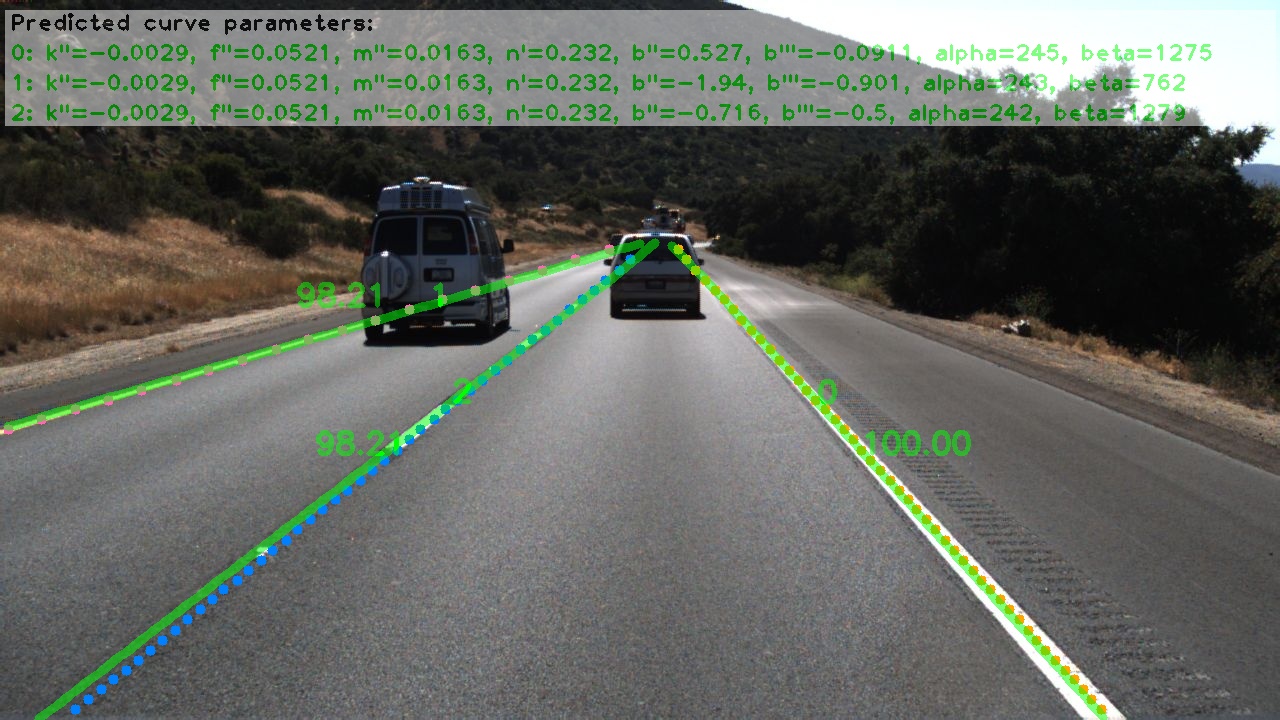 Predicted curve parameters:
0: k''=-0.0029, f''=0.0521, m''=0.0163, n'=0.232, b''=0.527, b'''=-0.0911, alpha=245, beta=1275
1: k''=-0.0029, f''=0.0521, m''=0.0163, n'=0.232, b''=-1.94, b'''=-0.901, alpha=243, beta=762
2: k''=-0.0029, f''=0.0521, m''=0.0163, n'=0.232, b''=-0.716, b'''=-0.5, alpha=242, beta=1279
98.21 1
2 0
98.21 100.00